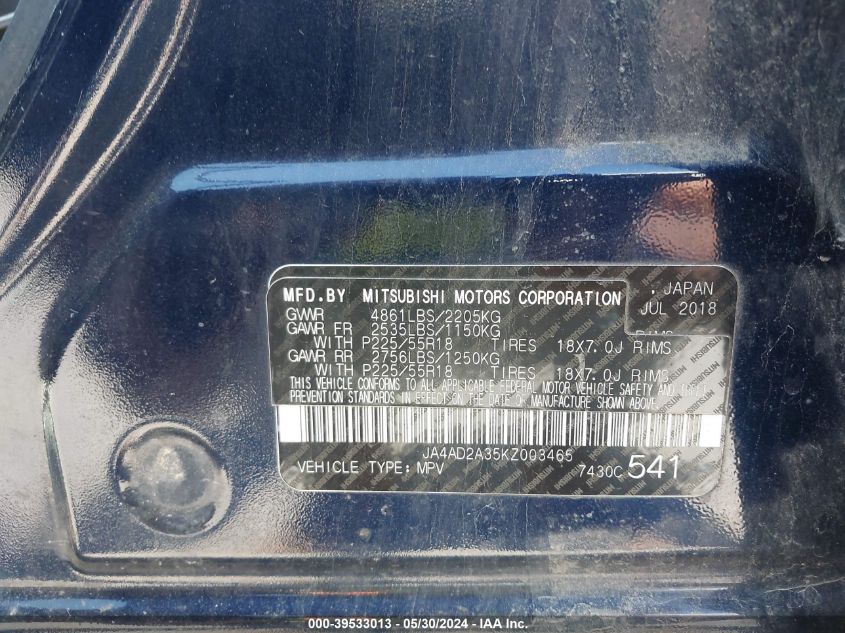 MFD.BY MITSUBISHI MOTORS CORPORATION , JAPAN
GVWR 4861LBS/2205KG JUL 2018
GAWR FR 2535LBS/1150KG
WITH P225/55R18 TIRES 18X7.0J RIMS
GAWR RR 2756LBS/1250KG
WITH P225/55R18 TIRES 18X7.0J RIMS
THIS VEHICLE CONFORMS TO ALL APPLICABLE FEDERAL MOTOR VEHICLE SAFETY AND THEFT
PREVENTION STANDARDS IN EFFECT ON THE DATE OF MANUFACTURE SHOWN ABOVE.
JA4AD2A35KZ003465
VEHICLE TYPE: MPV 7430C 541
000-39533013 - 05/30/2024 - IAA Inc.